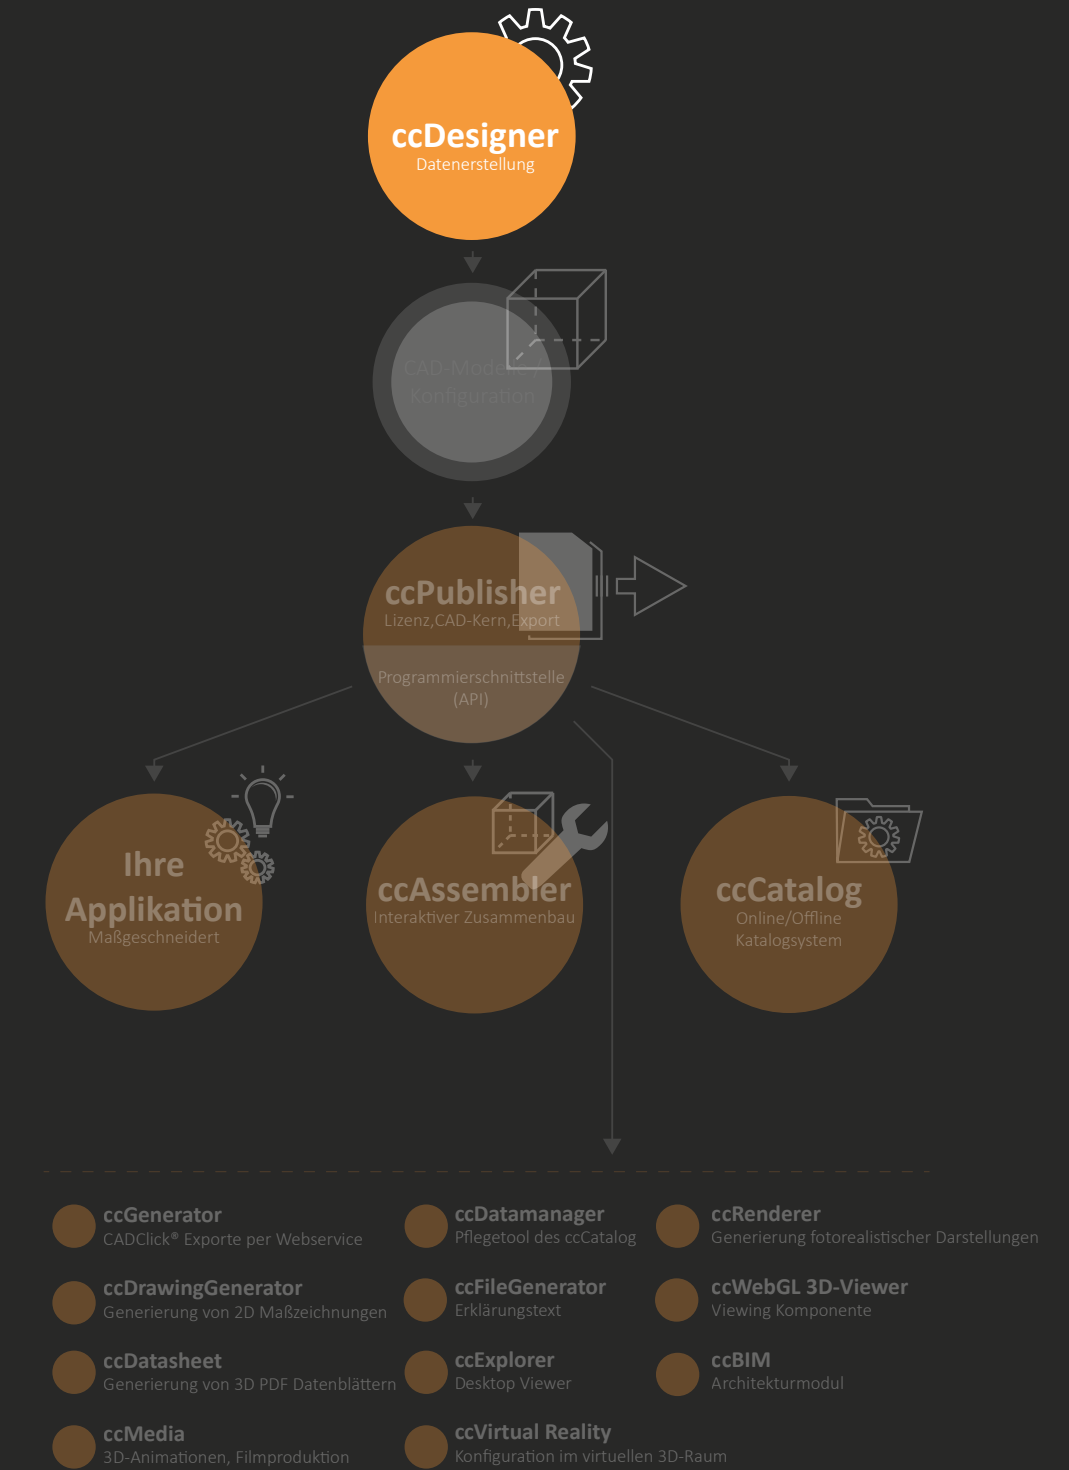 ccDesigner
Datenerstellung
CAD-Modelle /
Konfiguration
ccPublisher
Lizenz,CAD-Kern,Export
Programmierschnittstelle
(API)
Ihre
Applikation
Maßgeschneidert
ccAssembler
Interaktiver Zusammenbau
ccCatalog
Online/Offline
Katalogsystem
ccGenerator
CADClick® Exporte per Webservice
ccDatamanager
Pflegetool des ccCatalog
ccRenderer
Generierung fotorealistischer Darstellungen
ccDrawingGenerator
Generierung von 2D Maßzeichnungen
ccFileGenerator
Erklärungstext
ccWebGL 3D-Viewer
Viewing Komponente
ccDatasheet
Generierung von 3D PDF Datenblättern
ccExplorer
Desktop Viewer
ccBIM
Architekturmodul
ccMedia
3D-Animationen, Filmproduktion
ccVirtual Reality
Konfiguration im virtuellen 3D-Raum